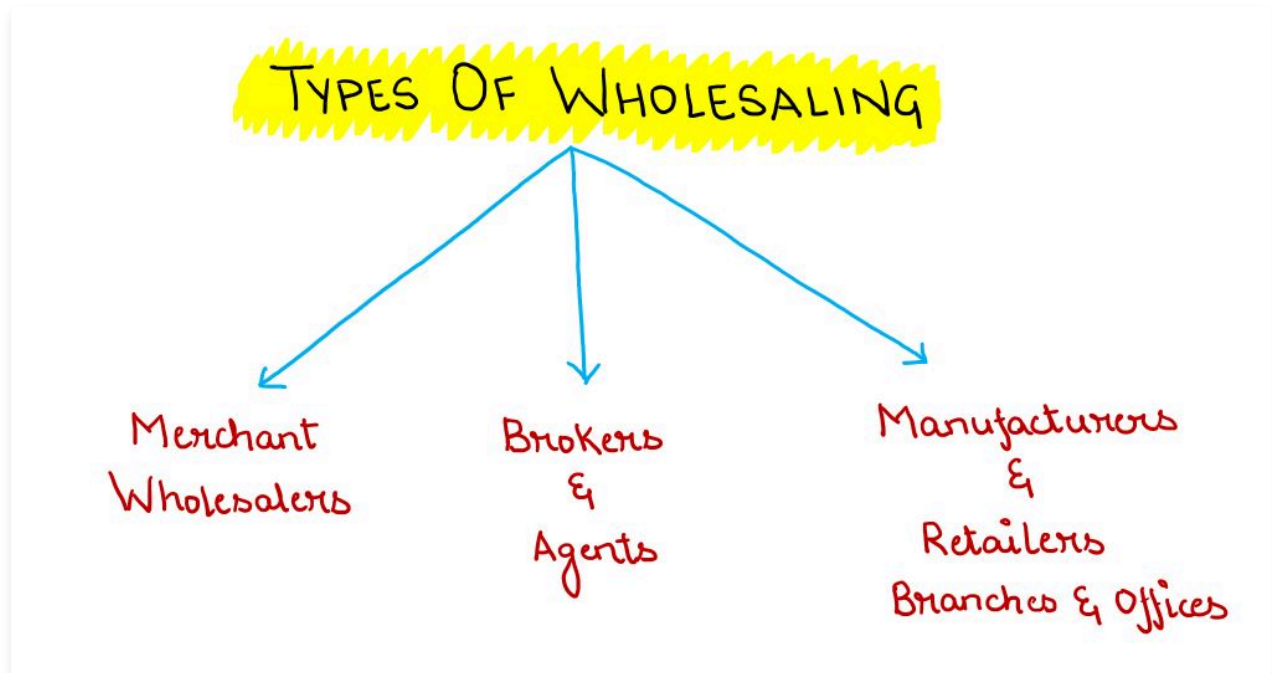 TYPES OF WHOLESALING
Merchant
Wholesalers
Brokers
&
Agents
Manufacturers
&
Retailers
Branches & Offices